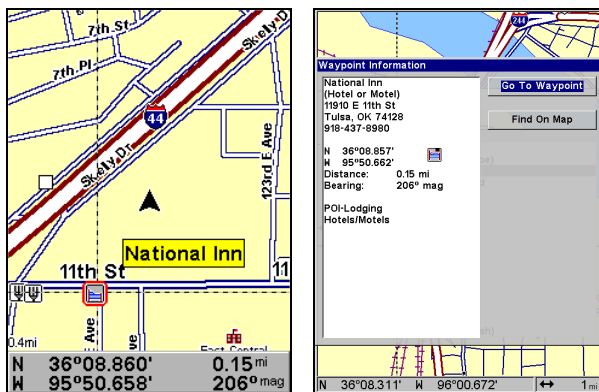 7th St
Skelly Dr
7th Pl
44
Skelly Dr
123rd E Ave
National Inn
11th St
11
Ave
Ave
0.4mi
East Central
N 36°08.860' 0.15 mi
W 95°50.658' 206° mag
244
Waypoint Information
National Inn
(Hotel or Motel)
11910 E 11th St
Tulsa, OK 74128
918-437-8980
N 36°08.857'
W 95°50.662'
Distance: 0.15 mi
Bearing: 206° mag
POI-Lodging
Hotels/Motels
Go To Waypoint
Find On Map
N 36°08.311' W 96°00.672' ↔ 1 mi